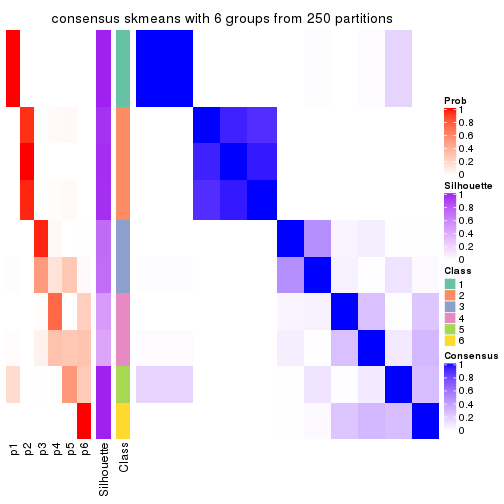 consensus skmeans with 6 groups from 250 partitions
Prob
1
0.8
0.6
0.4
0.2
0
Silhouette
1
0.8
0.6
0.4
0.2
0
Class
1
2
3
4
5
6
Consensus
1
0.8
0.6
0.4
0.2
0
p1
p2
p3
p4
p5
p6
Silhouette
Class